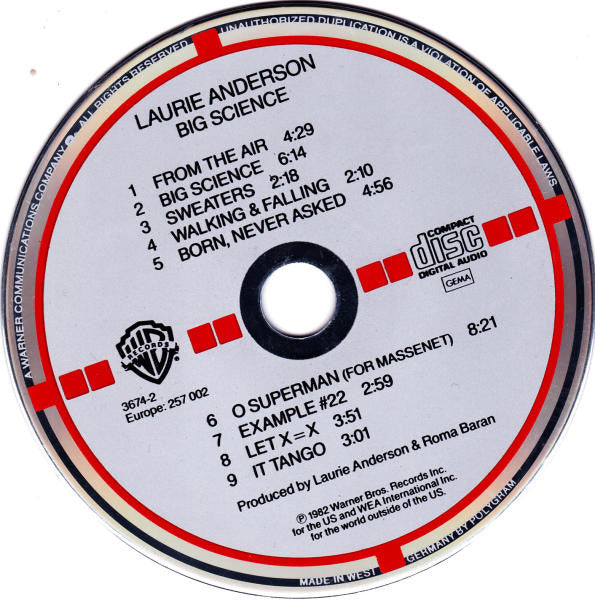 LAURIE ANDERSON
BIG SCIENCE
1 FROM THE AIR 4:29
2 BIG SCIENCE 6:14
3 SWEATERS 2:18
4 WALKING & FALLING 2:10
5 BORN, NEVER ASKED 4:56
COMPACT
disc
DIGITAL AUDIO
GEMA
WB
RECORDS
3674-2
Europe: 257 002
6 O SUPERMAN (FOR MASSENET) 8:21
7 EXAMPLE #22 2:59
8 LET X=X 3:51
9 IT TANGO 3:01
Produced by Laurie Anderson & Roma Baran
℗ 1982 Warner Bros. Records Inc.
for the US and WEA International Inc.
for the world outside of the US.
A WARNER COMMUNICATIONS COMPANY ℗ ALL RIGHTS RESERVED
UNAUTHORIZED DUPLICATION IS A VIOLATION OF APPLICABLE LAWS
MADE IN WEST GERMANY BY POLYGRAM